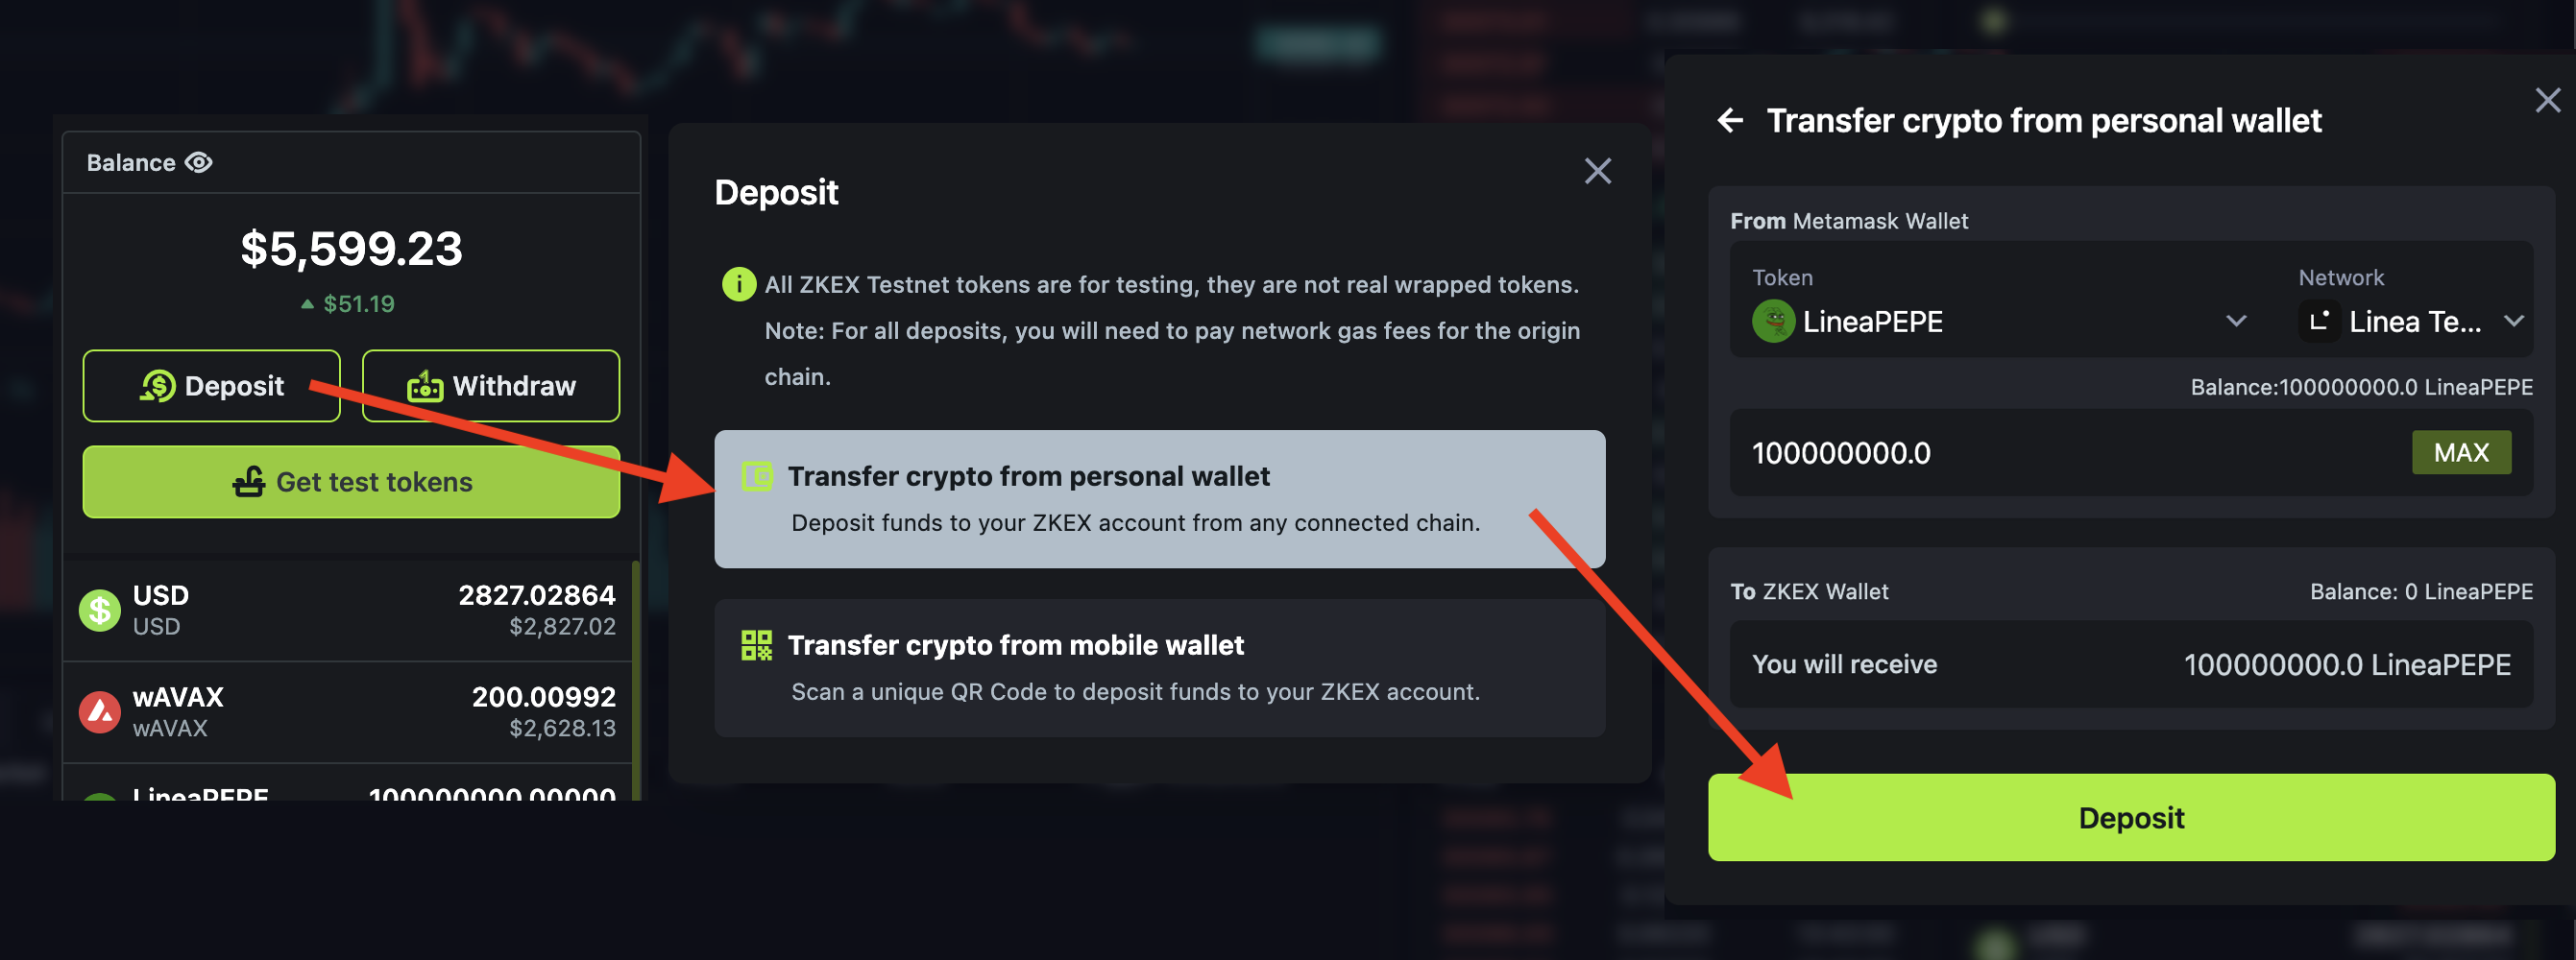 Balance
$5,599.23
$51.19
Deposit
Withdraw
Get test tokens
USD
2827.02864
USD
$2,827.02
wAVAX
200.00992
wAVAX
$2,628.13
LineaPEPE
100000000.00000
Deposit
All ZKEX Testnet tokens are for testing, they are not real wrapped tokens.
Note: For all deposits, you will need to pay network gas fees for the origin
chain.
Transfer crypto from personal wallet
Deposit funds to your ZKEX account from any connected chain.
Transfer crypto from mobile wallet
Scan a unique QR Code to deposit funds to your ZKEX account.
Transfer crypto from personal wallet
From Metamask Wallet
Token
Network
LineaPEPE
Linea Te...
Balance:100000000.0 LineaPEPE
100000000.0
MAX
To ZKEX Wallet
Balance: 0 LineaPEPE
You will receive
100000000.0 LineaPEPE
Deposit